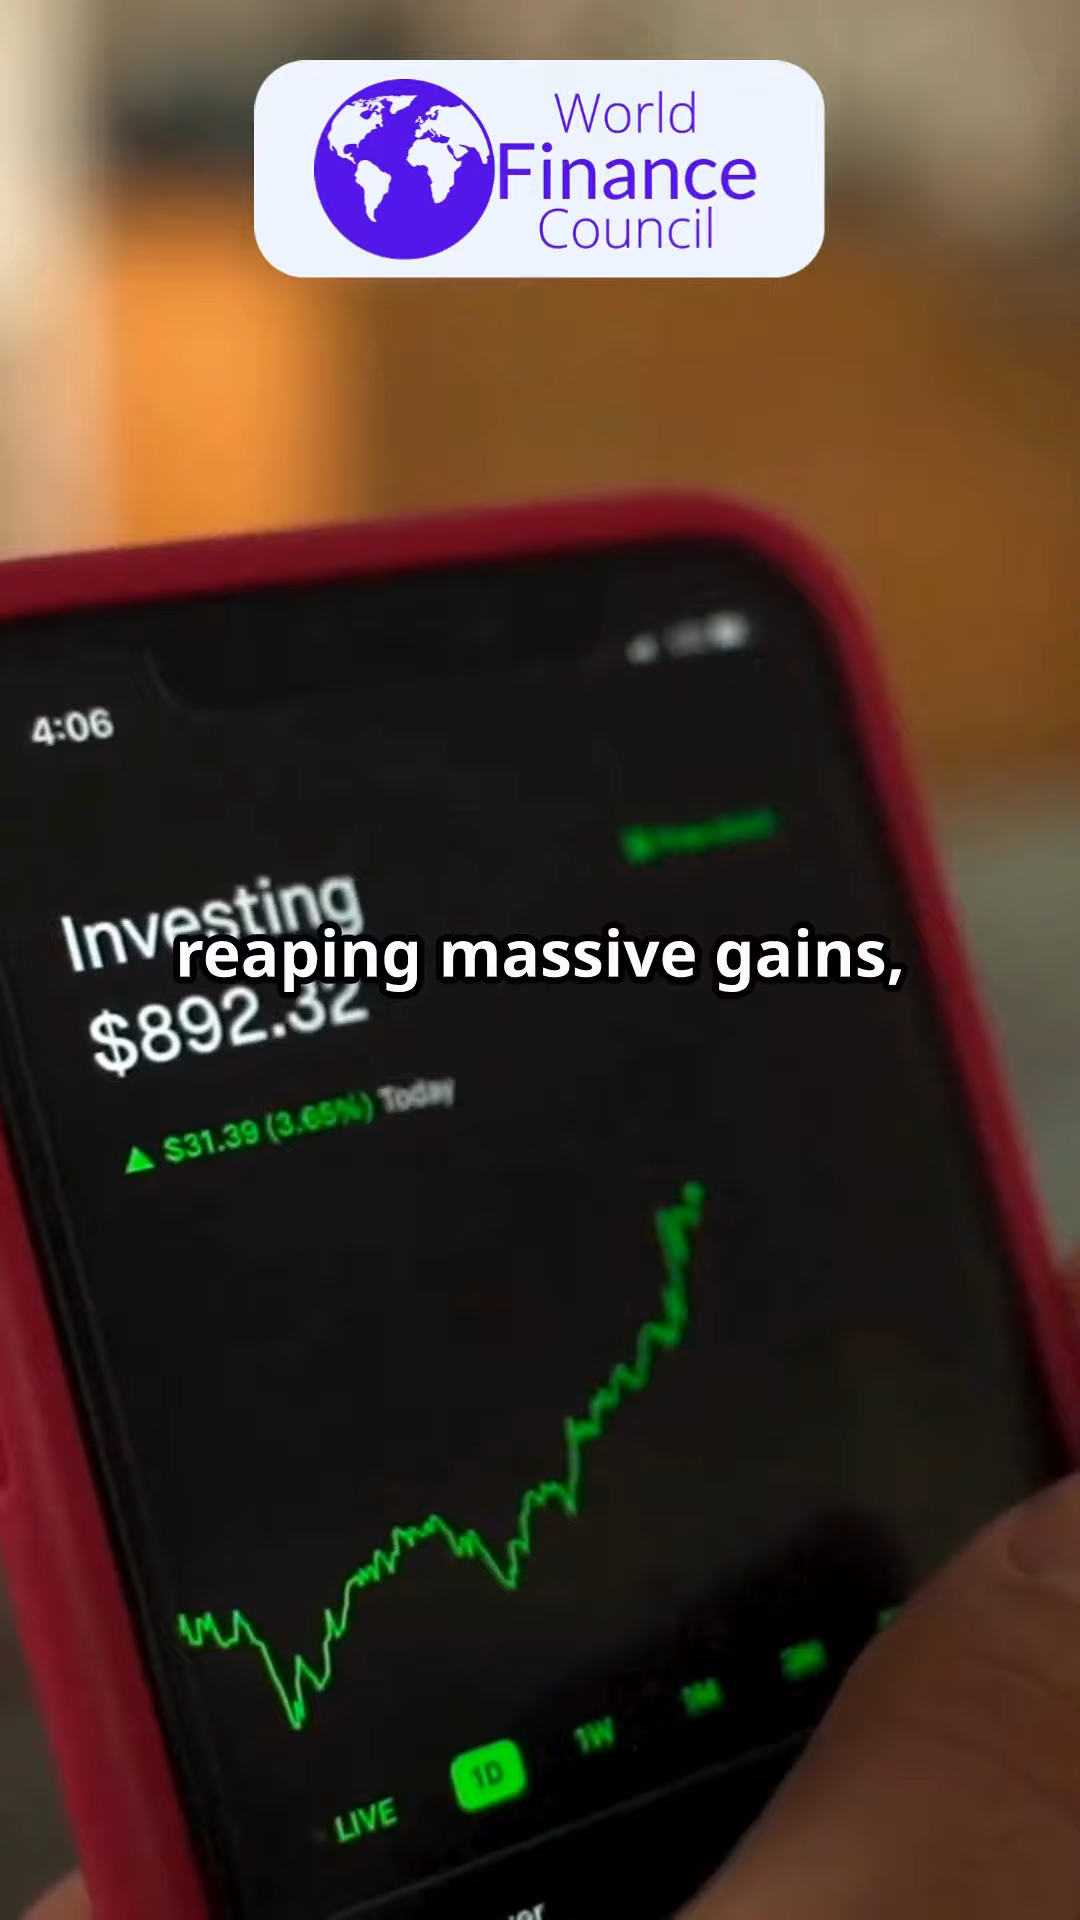 World
Finance
Council
4:06
Investing
reaping massive gains,
$892.32
▲ $31.39 (3.65%) Today
LIVE
1D
1W
1M
3M